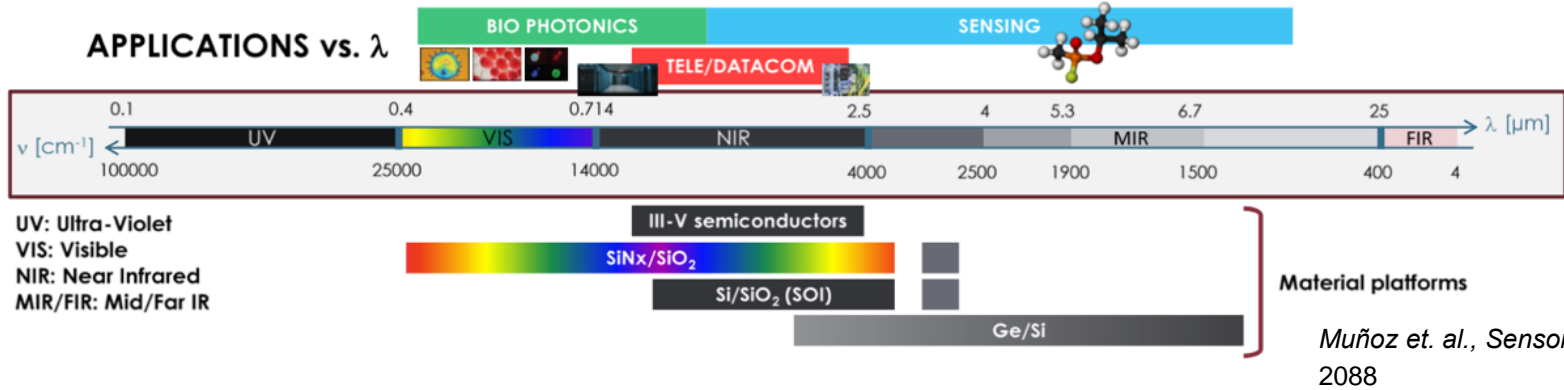 BIO PHOTONICS
SENSING
APPLICATIONS vs. λ
TELE/DATACOM
0.1 0.4 0.714 2.5 4 5.3 6.7 25
λ [μm]
UV VIS NIR MIR FIR
ν [cm⁻¹]
100000 25000 14000 4000 2500 1900 1500 400 4
UV: Ultra-Violet
VIS: Visible
NIR: Near Infrared
MIR/FIR: Mid/Far IR
III-V semiconductors
SiNx/SiO₂
Si/SiO₂ (SOI)
Ge/Si
Material platforms
Muñoz et. al., Sensor
2088